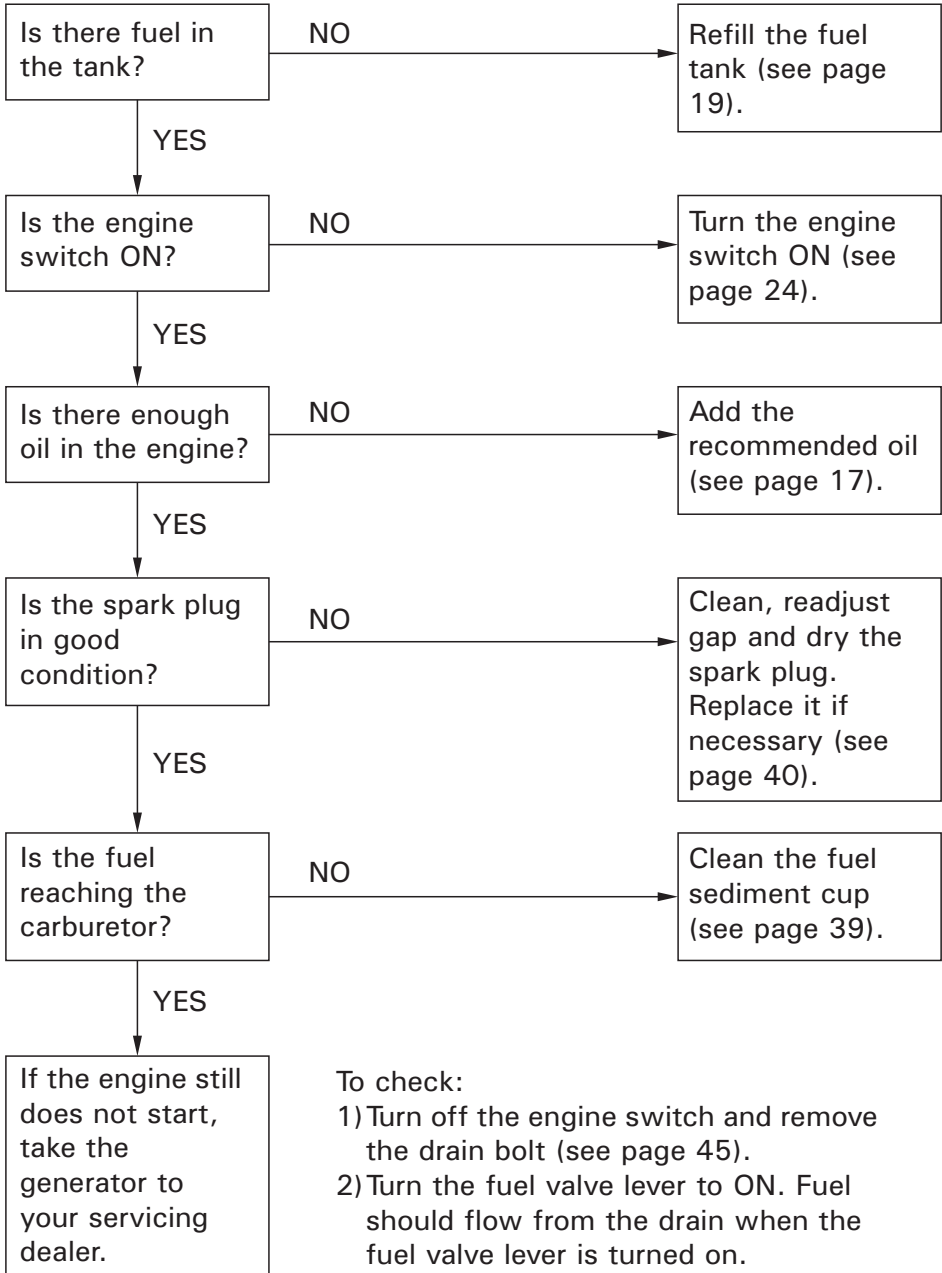 Is there fuel in
the tank?
NO
Refill the fuel
tank (see page
19).
YES
Is the engine
switch ON?
NO
Turn the engine
switch ON (see
page 24).
YES
Is there enough
oil in the engine?
NO
Add the
recommended oil
(see page 17).
YES
Is the spark plug
in good
condition?
NO
Clean, readjust
gap and dry the
spark plug.
Replace it if
necessary (see
page 40).
YES
Is the fuel
reaching the
carburetor?
NO
Clean the fuel
sediment cup
(see page 39).
YES
If the engine still
does not start,
take the
generator to
your servicing
dealer.
To check:
1) Turn off the engine switch and remove
the drain bolt (see page 45).
2) Turn the fuel valve lever to ON. Fuel
should flow from the drain when the
fuel valve lever is turned on.